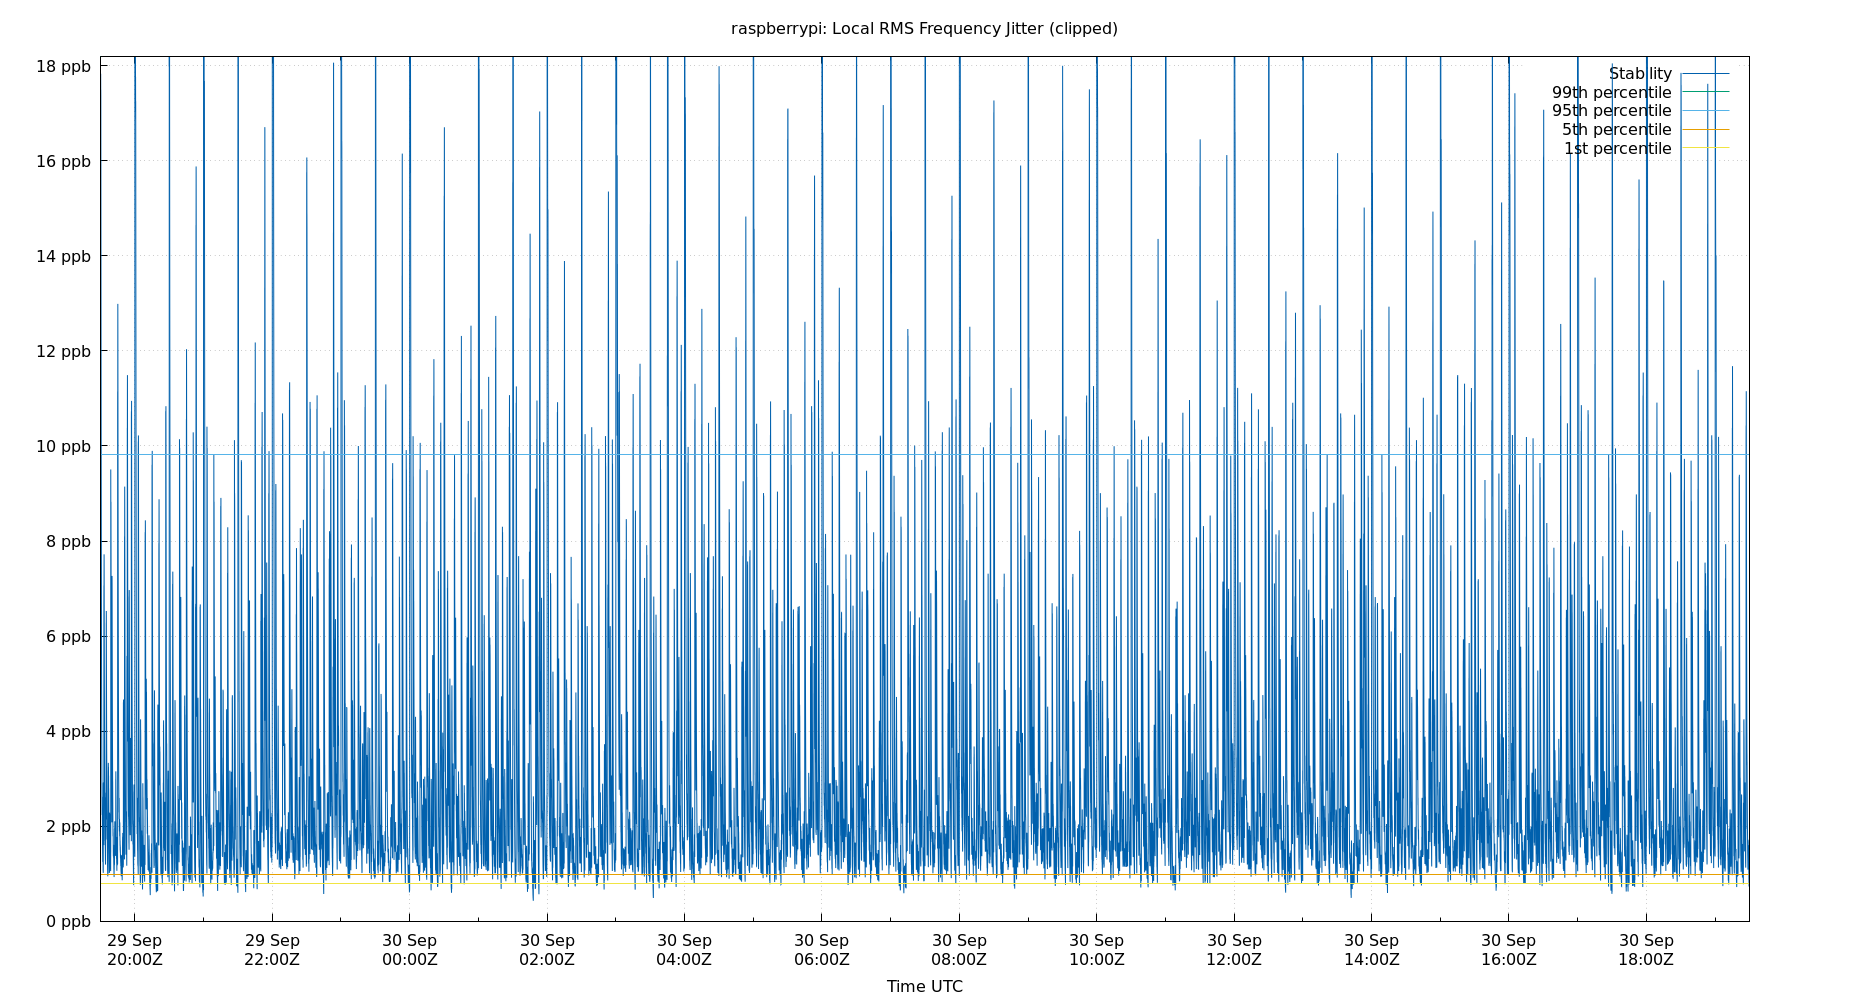 raspberrypi: Local RMS Frequency Jitter (clipped)
18 ppb
16 ppb
14 ppb
12 ppb
10 ppb
8 ppb
6 ppb
4 ppb
2 ppb
0 ppb
Stability
99th percentile
95th percentile
5th percentile
1st percentile
29 Sep 29 Sep 30 Sep 30 Sep 30 Sep 30 Sep 30 Sep 30 Sep 30 Sep 30 Sep 30 Sep 30 Sep
20:00Z 22:00Z 00:00Z 02:00Z 04:00Z 06:00Z 08:00Z 10:00Z 12:00Z 14:00Z 16:00Z 18:00Z
Time UTC